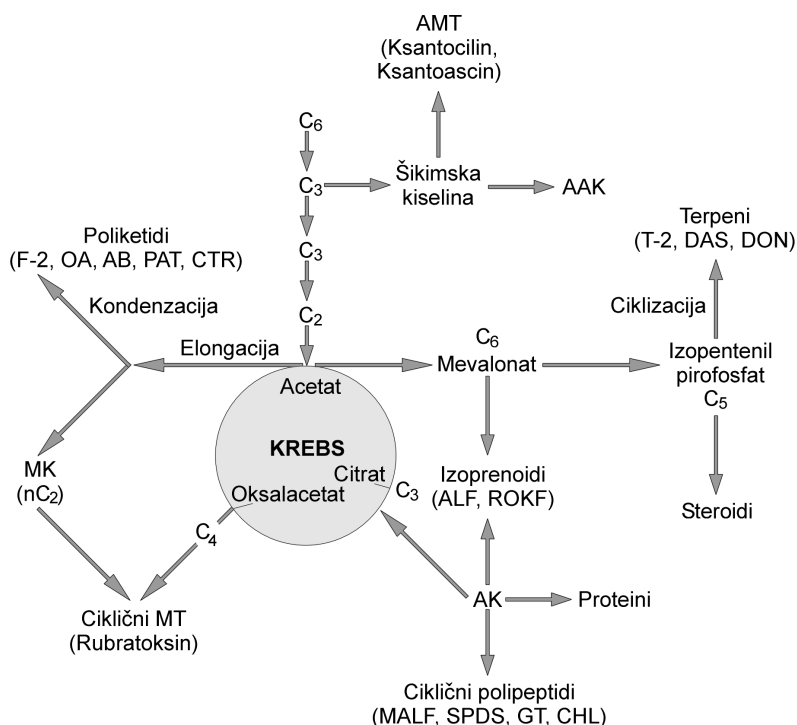 AMT
(Ksantocilin,
Ksantoascin)
C6
C3
Šikimska
kiselina
AAK
Terpeni
(T-2, DAS, DON)
Poliketidi
(F-2, OA, AB, PAT, CTR)
C3
Kondenzacija
C2
Ciklizacija
Elongacija
C6
Mevalonat
Izopentenil
pirofosfat
C5
Acetat
KREBS
Citrat
C3
Oksalacetat
MK
(nC2)
Izoprenoidi
(ALF, ROKF)
Steroidi
C4
AK
Proteini
Ciklični MT
(Rubratoksin)
Ciklični polipeptidi
(MALF, SPDS, GT, CHL)